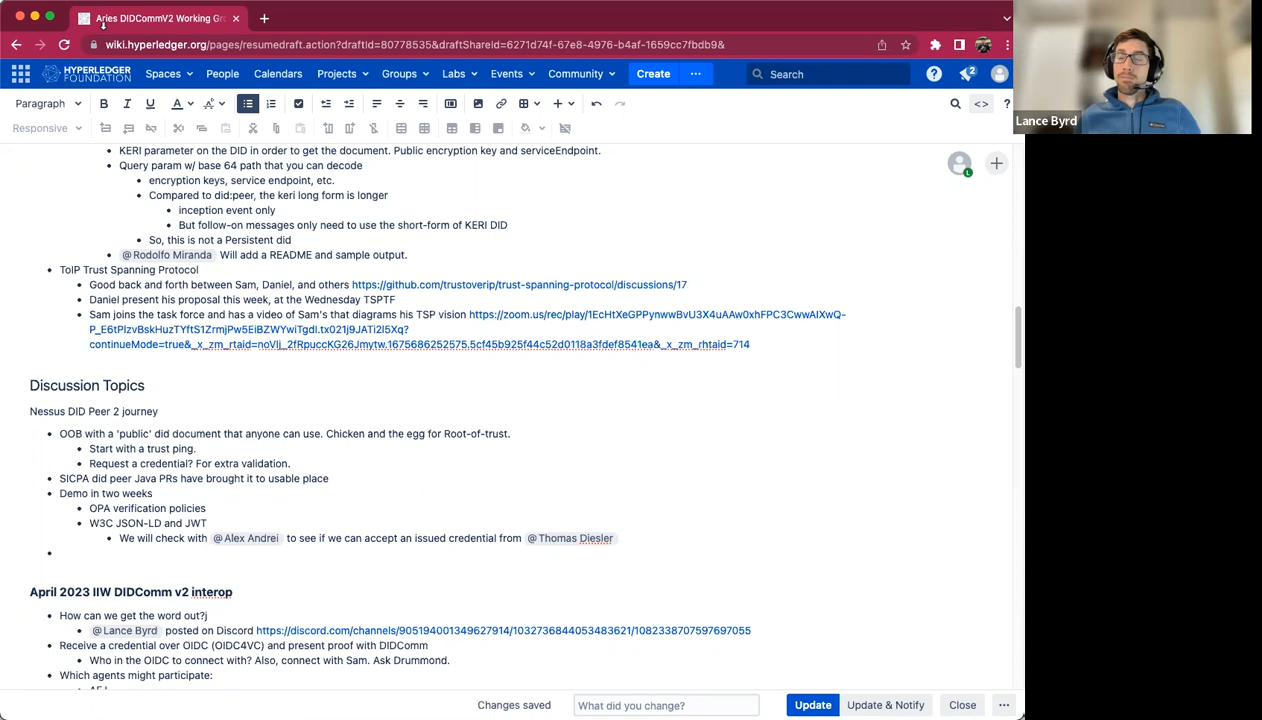 Aries DIDCommV2 Working Gr
wiki.hyperledger.org/pages/resumedraft.action?draftId=80778535&draftShareId=6271d74f-67e8-4976-b4af-1659cc7fbdb9&
HYPERLEDGER FOUNDATION Spaces People Calendars Projects Groups Labs Events Community Create ··· Search 2
Paragraph B I U A
Responsive
Lance Byrd
KERI parameter on the DID in order to get the document. Public encryption key and serviceEndpoint.
Query param w/ base 64 path that you can decode
encryption keys, service endpoint, etc.
Compared to did:peer, the keri long form is longer
inception event only
But follow-on messages only need to use the short-form of KERI DID
So, this is not a Persistent did
@Rodolfo Miranda Will add a README and sample output.
ToIP Trust Spanning Protocol
Good back and forth between Sam, Daniel, and others https://github.com/trustoverip/trust-spanning-protocol/discussions/17
Daniel present his proposal this week, at the Wednesday TSPTF
Sam joins the task force and has a video of Sam's that diagrams his TSP vision https://zoom.us/rec/play/1EcHtXeGPPynwwBvU3X4uAAw0xhFPC3CwwAIXwQ-
P_E6tPlzvBskHuzTYftS1ZrmjPw5EiBZWYwiTgdI.tx021j9JATi2l5Xq?
continueMode=true&_x_zm_rtaid=noVIj_2fRpuccKG26Jmytw.1675686252575.5cf45b925f44c52d0118a3fdef8541ea&_x_zm_rhtaid=714
Discussion Topics
Nessus DID Peer 2 journey
OOB with a 'public' did document that anyone can use. Chicken and the egg for Root-of-trust.
Start with a trust ping.
Request a credential? For extra validation.
SICPA did peer Java PRs have brought it to usable place
Demo in two weeks
OPA verification policies
W3C JSON-LD and JWT
We will check with @Alex Andrei to see if we can accept an issued credential from @Thomas Diesler
April 2023 IIW DIDComm v2 interop
How can we get the word out?j
@Lance Byrd posted on Discord https://discord.com/channels/905194001349627914/1032736844053483621/1082338707597697055
Receive a credential over OIDC (OIDC4VC) and present proof with DIDComm
Who in the OIDC to connect with? Also, connect with Sam. Ask Drummond.
Which agents might participate:
Changes saved What did you change? Update Update & Notify Close ···